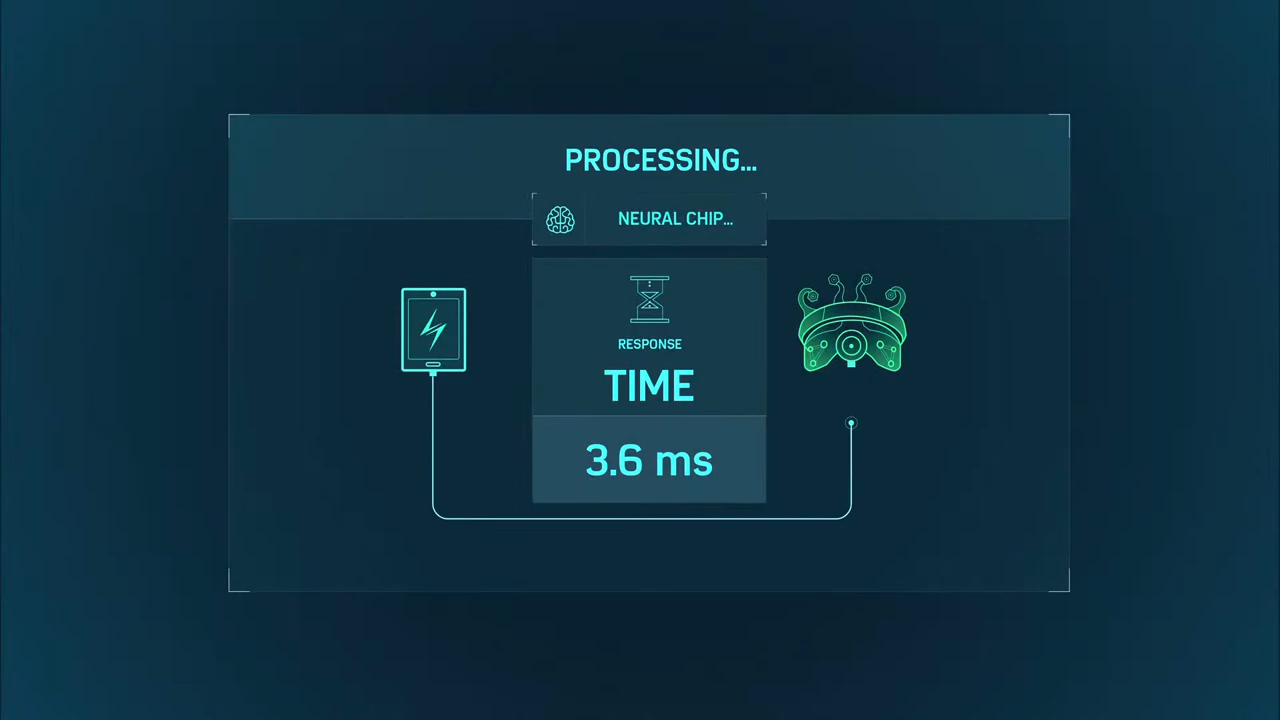 PROCESSING...
NEURAL CHIP...
RESPONSE
TIME
3.6 ms